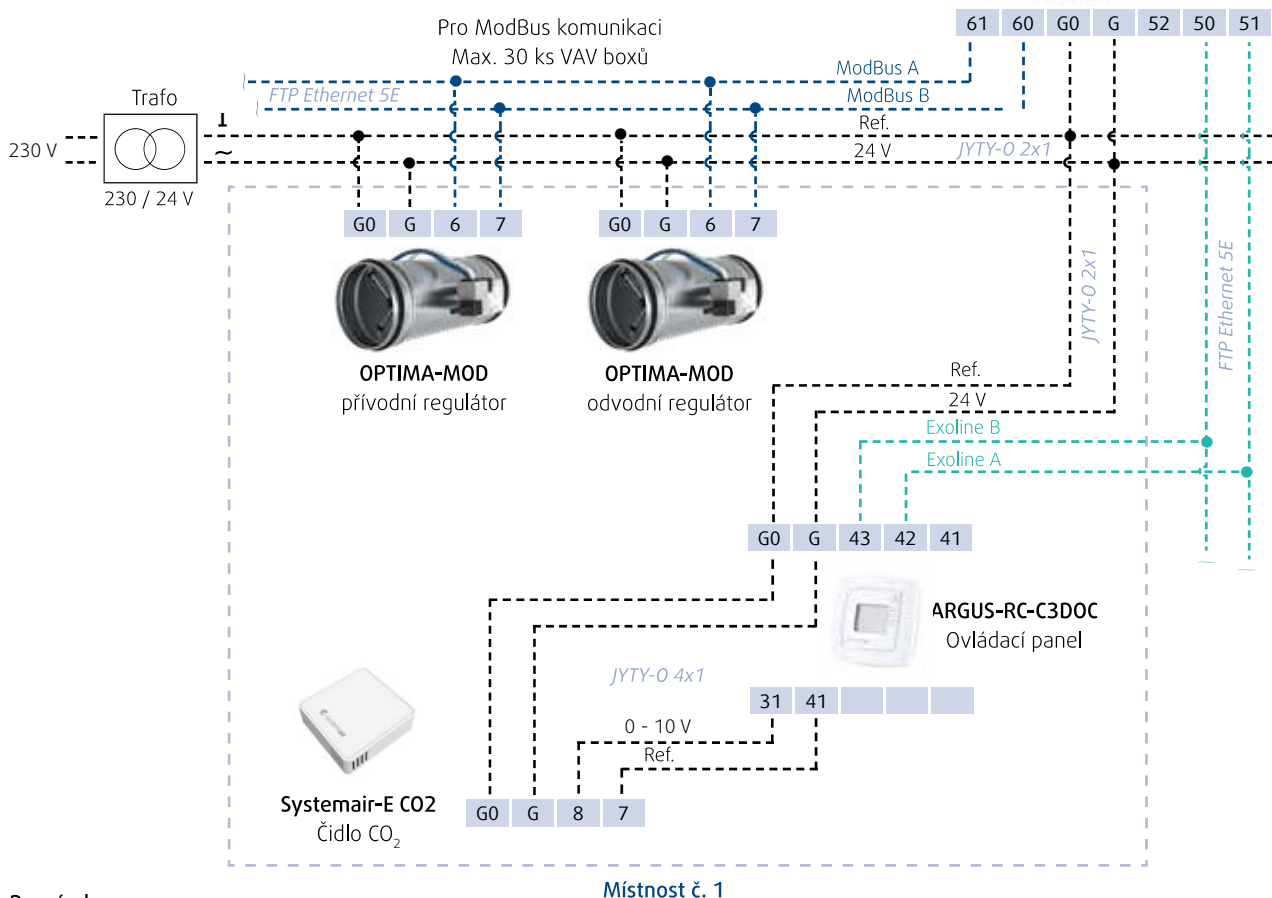 61 60 G0 G 52 50 51
Pro ModBus komunikaci
Max. 30 ks VAV boxů
ModBus A
FTP Ethernet 5E
ModBus B
Trafo
Ref.
230 V
~
24 V
JYTY-O 2x1
230 / 24 V
G0 G 6 7
G0 G 6 7
JYTY-O 2x1
FTP Ethernet 5E
OPTIMA-MOD
přívodní regulátor
OPTIMA-MOD
odvodní regulátor
Ref.
24 V
Exoline B
Exoline A
G0 G 43 42 41
ARGUS-RC-C3DOC
Ovládací panel
JYTY-O 4x1
31 41
systemair
0 - 10 V
Ref.
Systemair-E CO2
Čidlo CO₂
G0 G 8 7
Místnost č. 1